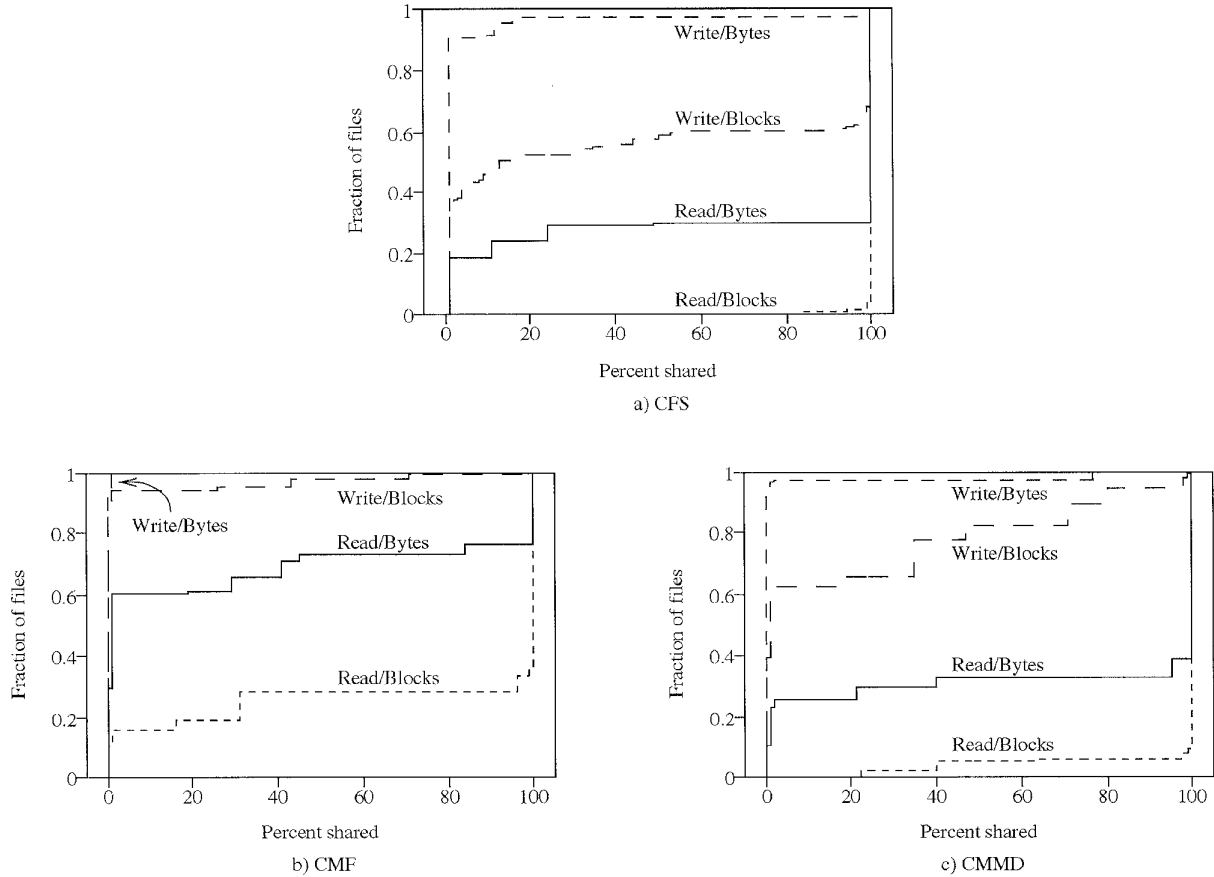 1
Write/Bytes
0.8
Write/Blocks
0.6
Fraction of files
0.4
Read/Bytes
0.2
Read/Blocks
0
0 20 40 60 80 100
Percent shared
a) CFS
1
Write/Blocks
Write/Bytes
0.8
Read/Bytes
0.6
Fraction of files
0.4
Read/Blocks
0.2
0
0 20 40 60 80 100
Percent shared
b) CMF
1
Write/Bytes
0.8
Write/Blocks
0.6
Fraction of files
0.4
Read/Bytes
0.2
Read/Blocks
0
0 20 40 60 80 100
Percent shared
c) CMMD